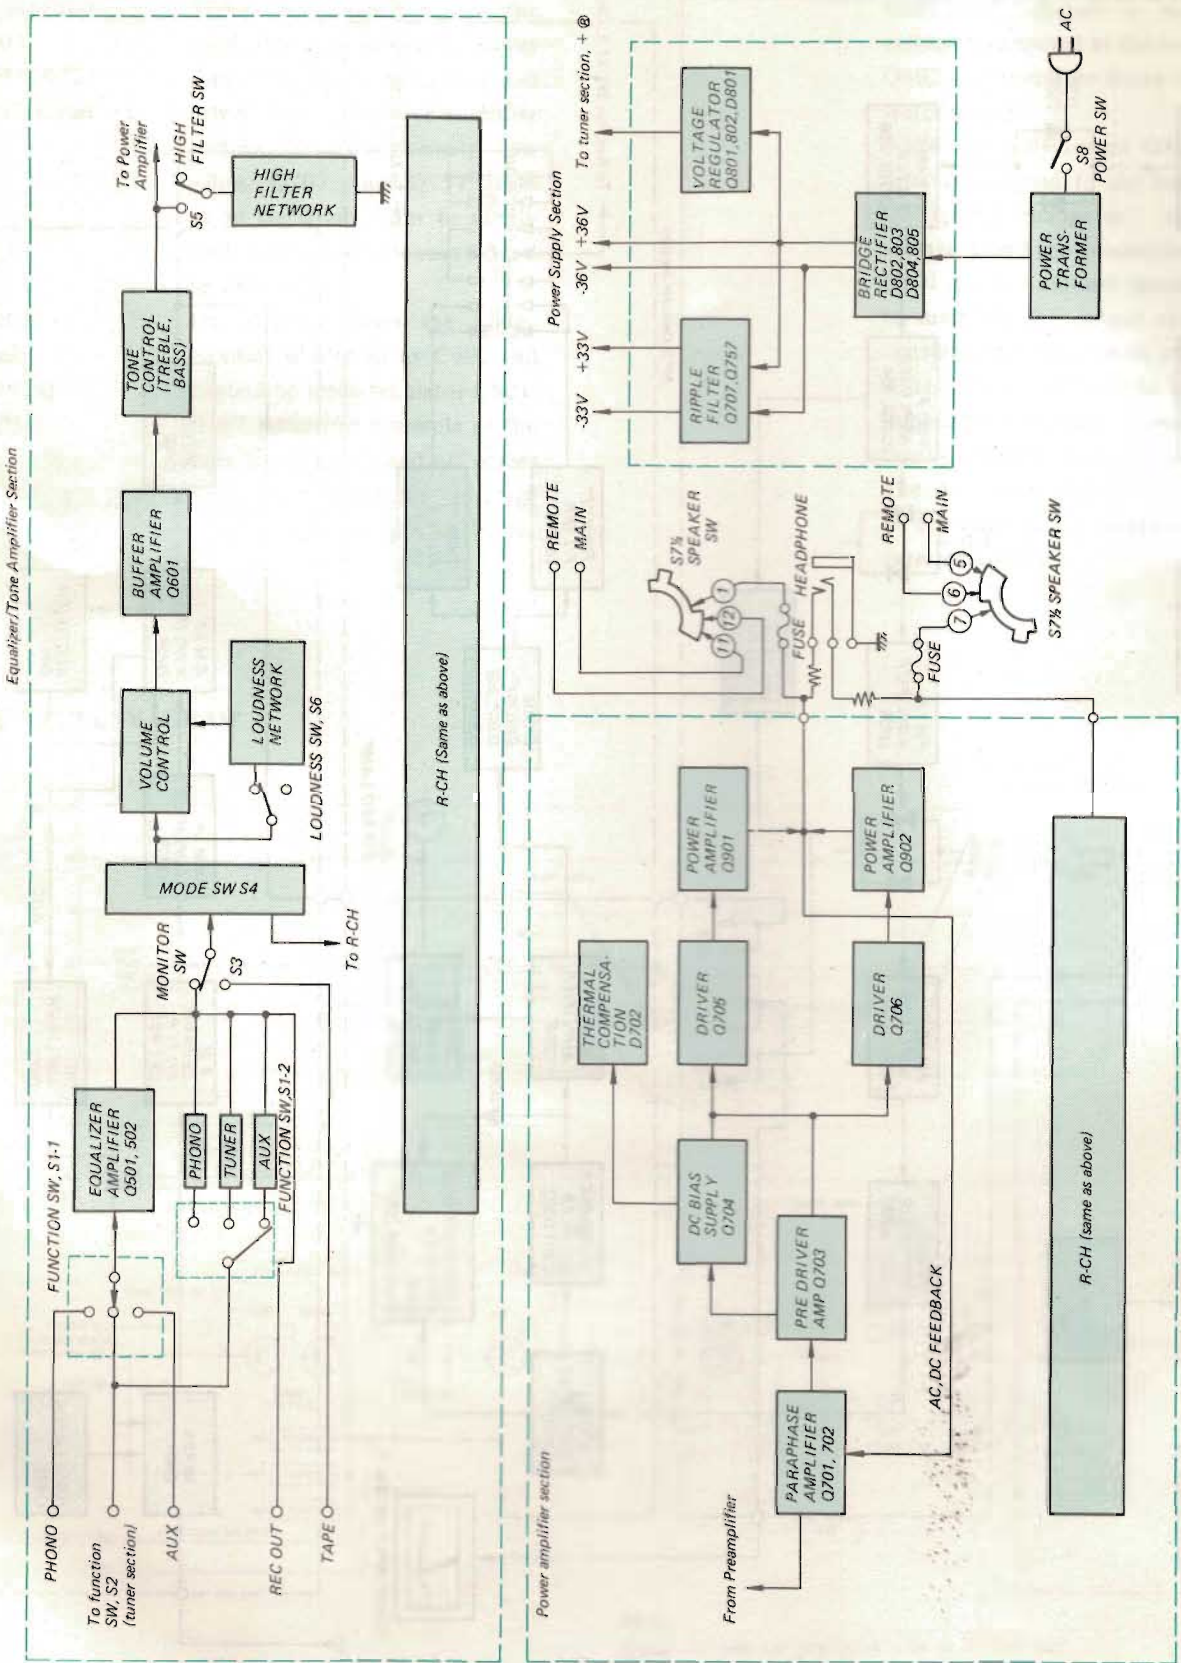 Equalizer/Tone Amplifier Section
PHONO
To function
SW, S2
(tuner section)
AUX
REC OUT
TAPE
FUNCTION SW, S1-1
EQUALIZER
AMPLIFIER
Q501, 502
PHONO
TUNER
AUX
FUNCTION SW, S1-2
MONITOR
SW
S3
MODE SW S4
To R-CH
VOLUME
CONTROL
LOUDNESS
NETWORK
LOUDNESS SW, S6
BUFFER
AMPLIFIER
Q601
TONE
CONTROL
(TREBLE,
BASS)
To Power
Amplifier
S5
HIGH
FILTER SW
HIGH
FILTER
NETWORK
R-CH (Same as above)
Power amplifier section
From Preamplifier
PARAPHASE
AMPLIFIER
Q701, 702
PRE DRIVER
AMP Q703
DC BIAS
SUPPLY
Q704
THERMAL
COMPENSA-
TION
D702
DRIVER
Q705
DRIVER
Q706
POWER
AMPLIFIER
Q901
POWER
AMPLIFIER
Q902
AC, DC FEEDBACK
R-CH (same as above)
REMOTE
MAIN
S7½
SPEAKER
SW
11
12
1
FUSE
HEADPHONE
FUSE
7
6
5
REMOTE
MAIN
S7½ SPEAKER SW
Power Supply Section
-33V
+33V
-36V
+36V
To tuner section, + Ⓑ
RIPPLE
FILTER
Q707, Q757
VOLTAGE
REGULATOR
Q801, 802, D801
BRIDGE
RECTIFIER
D802, 803
D804, 805
POWER
TRANS-
FORMER
S8
POWER SW
AC